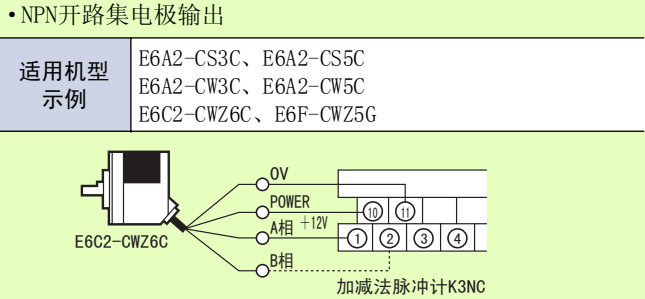 •NPN开路集电极输出
适用机型
示例
E6A2-CS3C、E6A2-CS5C
E6A2-CW3C、E6A2-CW5C
E6C2-CWZ6C、E6F-CWZ5G
0V
POWER
⑩ ⑪
A相 +12V
① ② ③ ④
E6C2-CWZ6C
B相
加减法脉冲计K3NC